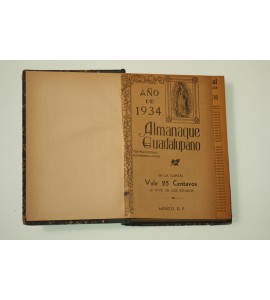 AÑO
DE
1934
Almanaque
Guadalupano
EN LA CAPITAL
Vale 25 Centavos
MEXICO, D. F.